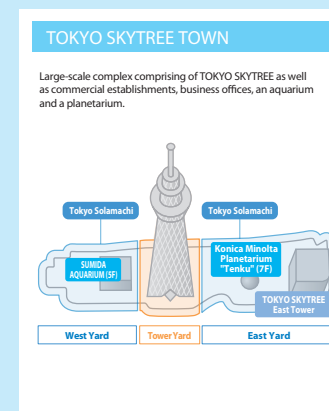 TOKYO SKYTREE TOWN
Large-scale complex comprising of TOKYO SKYTREE as well
as commercial establishments, business offices, an aquarium
and a planetarium.
Tokyo Solamachi
Tokyo Solamachi
SUMIDA
AQUARIUM (5F)
Konica Minolta
Planetarium
"Tenku" (7F)
TOKYO SKYTREE
East Tower
West Yard
Tower Yard
East Yard